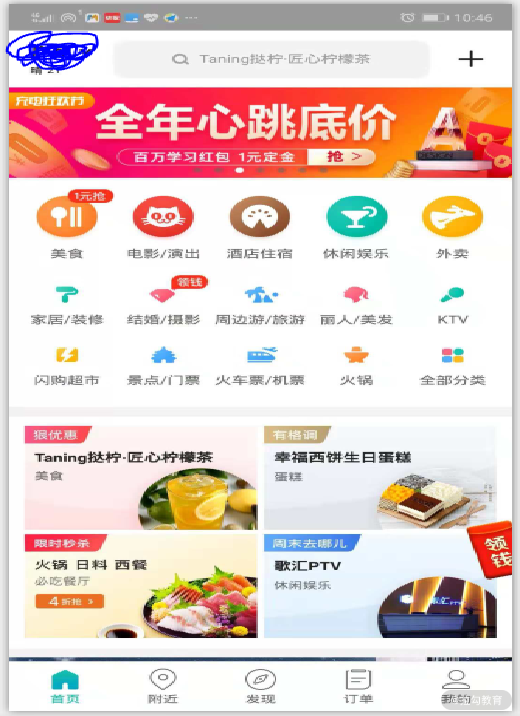 10:46
晴 21
Taning挞柠·匠心柠檬茶
充电狂欢节
全年心跳底价
百万学习红包 1元定金 抢 >
1元抢
美食 电影/演出 酒店住宿 休闲娱乐 外卖
领钱
家居/装修 结婚/摄影 周边游/旅游 丽人/美发 KTV
闪购超市 景点/门票 火车票/机票 火锅 全部分类
狠优惠
Taning挞柠·匠心柠檬茶
美食
有格调
幸福西饼生日蛋糕
蛋糕
限时秒杀
火锅 日料 西餐
必吃餐厅
4折抢 >
周末去哪儿
歌汇PTV
休闲娱乐
领钱
首页 附近 发现 订单 我的
勾教育